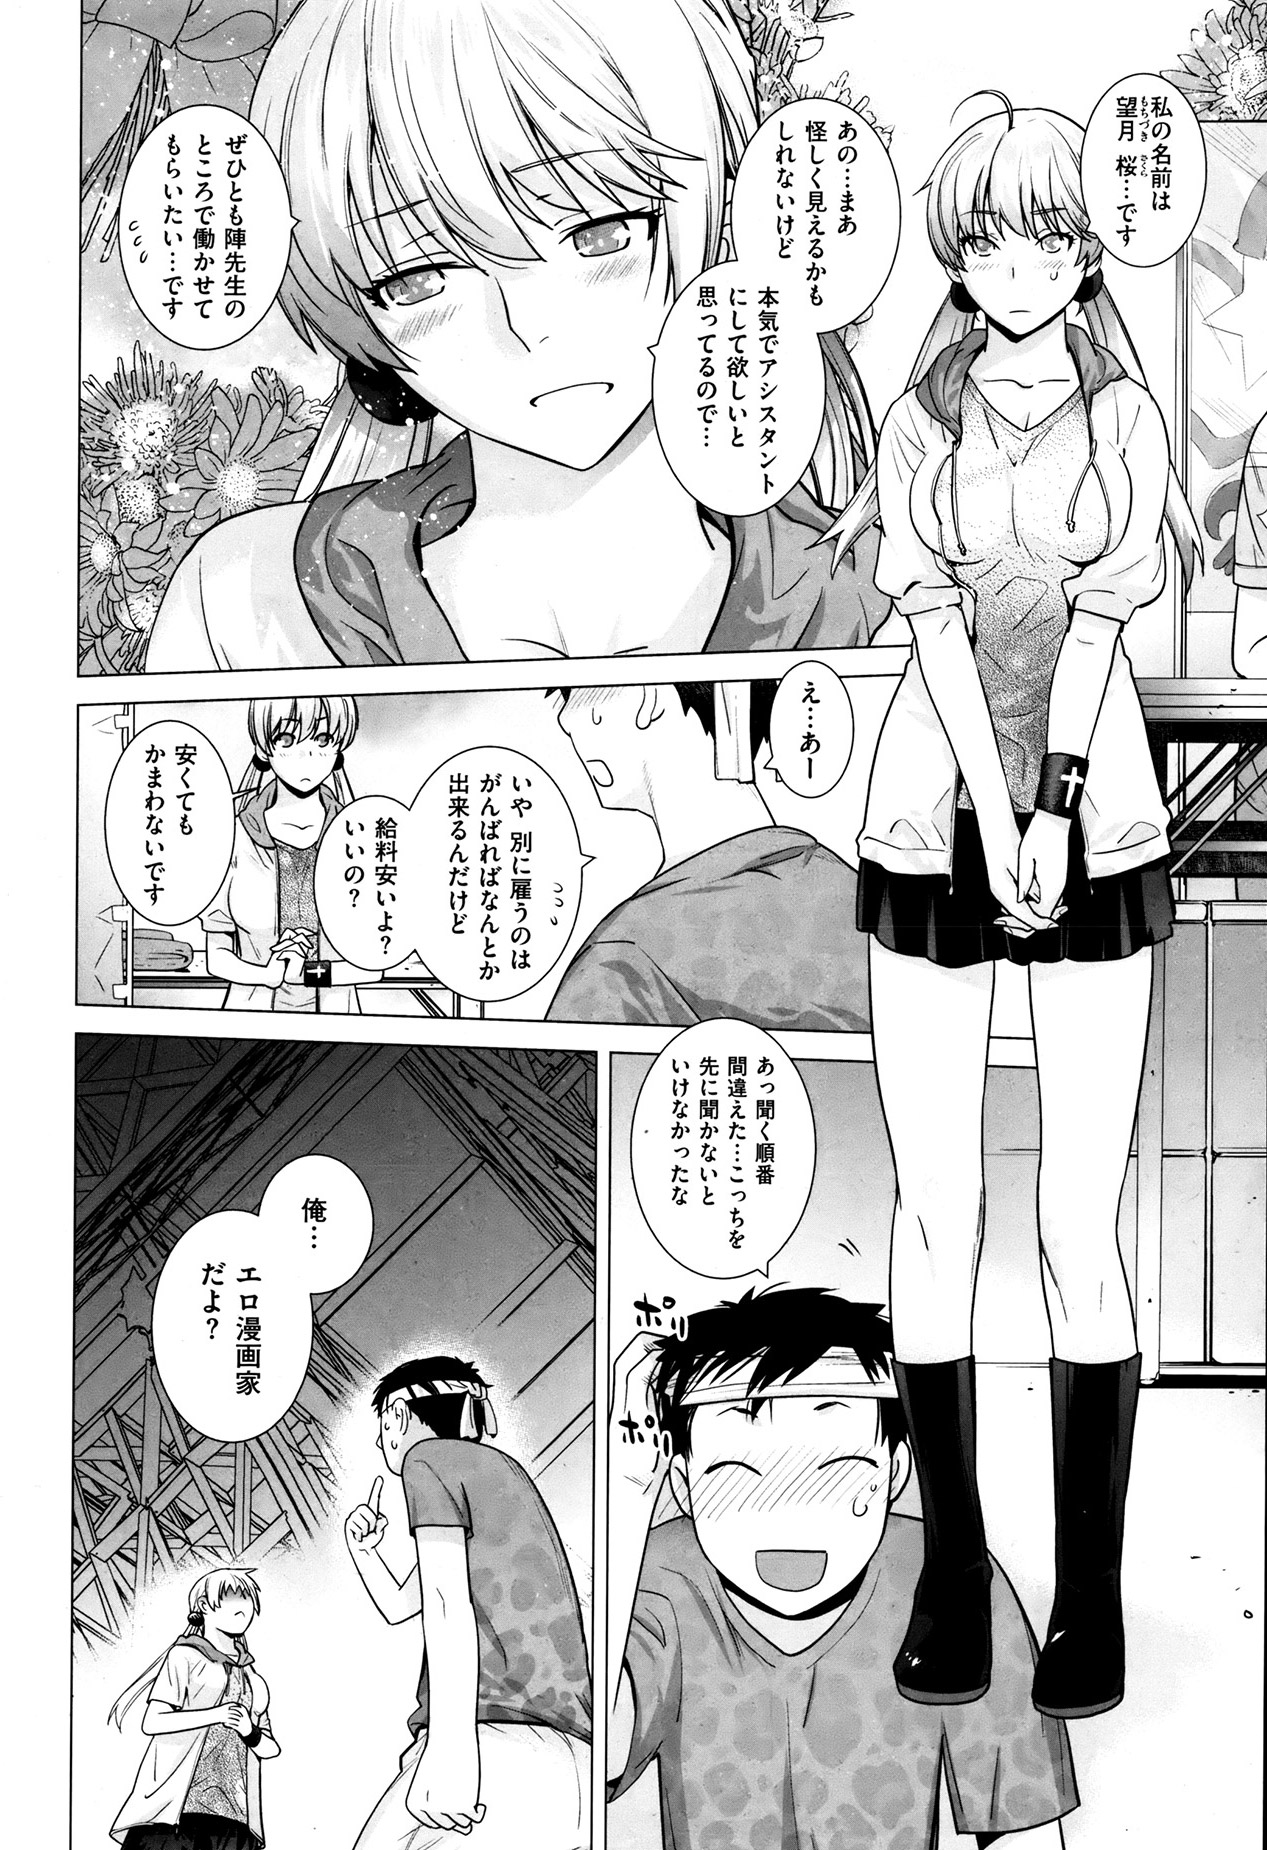 私の名前は
望月 桜…です
もちづき さくら
あの…まあ
怪しく見えるかも
しれないけど
本気でアシスタント
にして欲しいと
思ってるので…
ぜひとも陣先生の
ところで働かせて
もらいたい…です
え…あー
いや 別に雇うのは
がんばればなんとか
出来るんだけど
給料安いよ?
いいの?
安くても
かまわないです
あっ聞く順番
間違えた…こっちを
先に聞かないと
いけなかったな
ポリ
ポリ
俺…
エロ漫画家
だよ?